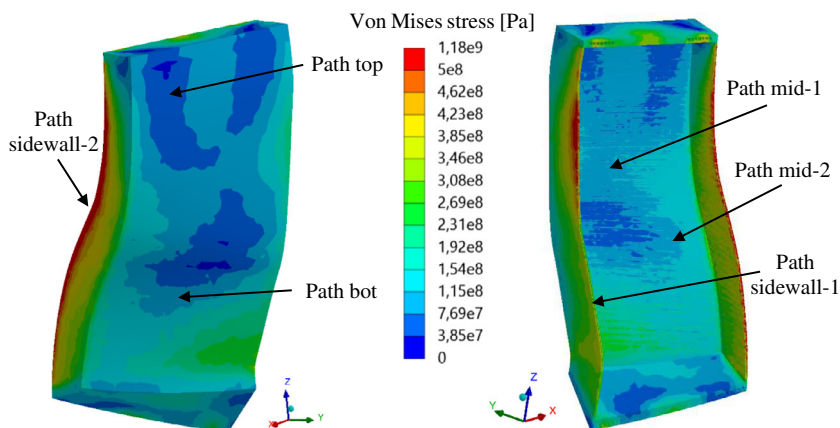 Von Mises stress [Pa]
1,18e9
5e8
4,62e8
4,23e8
3,85e8
3,46e8
3,08e8
2,69e8
2,31e8
1,92e8
1,54e8
1,15e8
7,69e7
3,85e7
0
Path top
Path
sidewall-2
Path bot
Path mid-1
Path mid-2
Path
sidewall-1
Z
X
Y
Z
Y
X